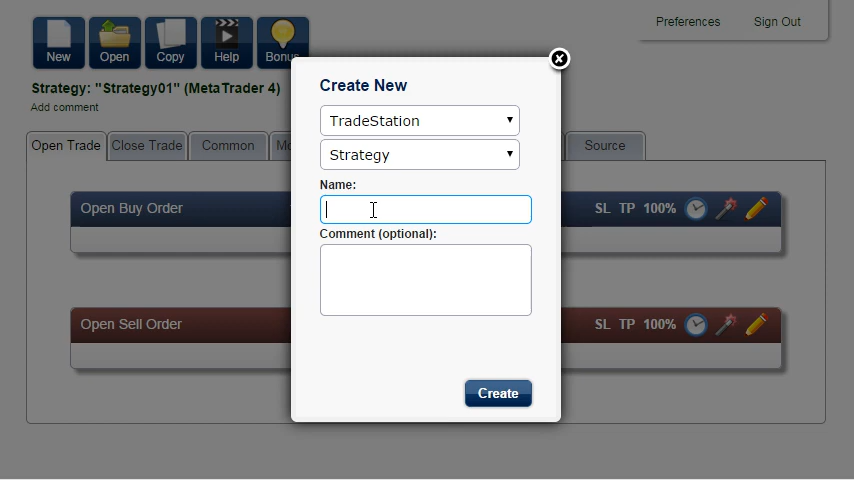 Preferences Sign Out
New Open Copy Help Bonus
Strategy: "Strategy01" (MetaTrader 4)
Add comment
Create New
TradeStation
Strategy
Name:
Comment (optional):
Create
Open Trade Close Trade Common Source
Open Buy Order SL TP 100%
Open Sell Order SL TP 100%